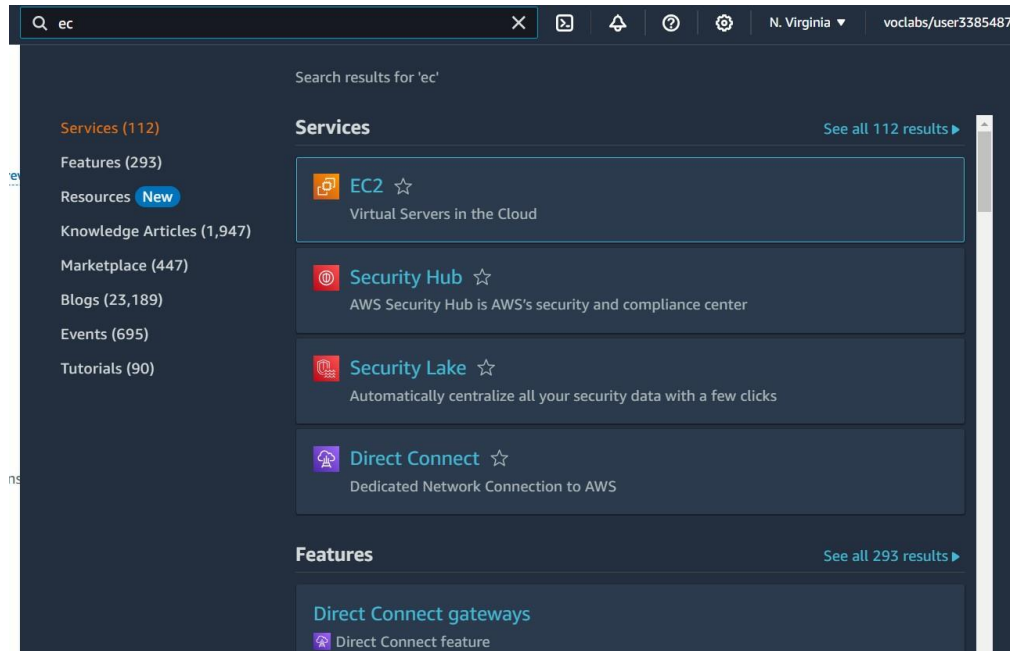 ec
N. Virginia
voclabs/user3385487
Search results for 'ec'
Services (112)
Features (293)
Resources New
Knowledge Articles (1,947)
Marketplace (447)
Blogs (23,189)
Events (695)
Tutorials (90)
Services
See all 112 results
EC2
Virtual Servers in the Cloud
Security Hub
AWS Security Hub is AWS's security and compliance center
Security Lake
Automatically centralize all your security data with a few clicks
Direct Connect
Dedicated Network Connection to AWS
Features
See all 293 results
Direct Connect gateways
Direct Connect feature